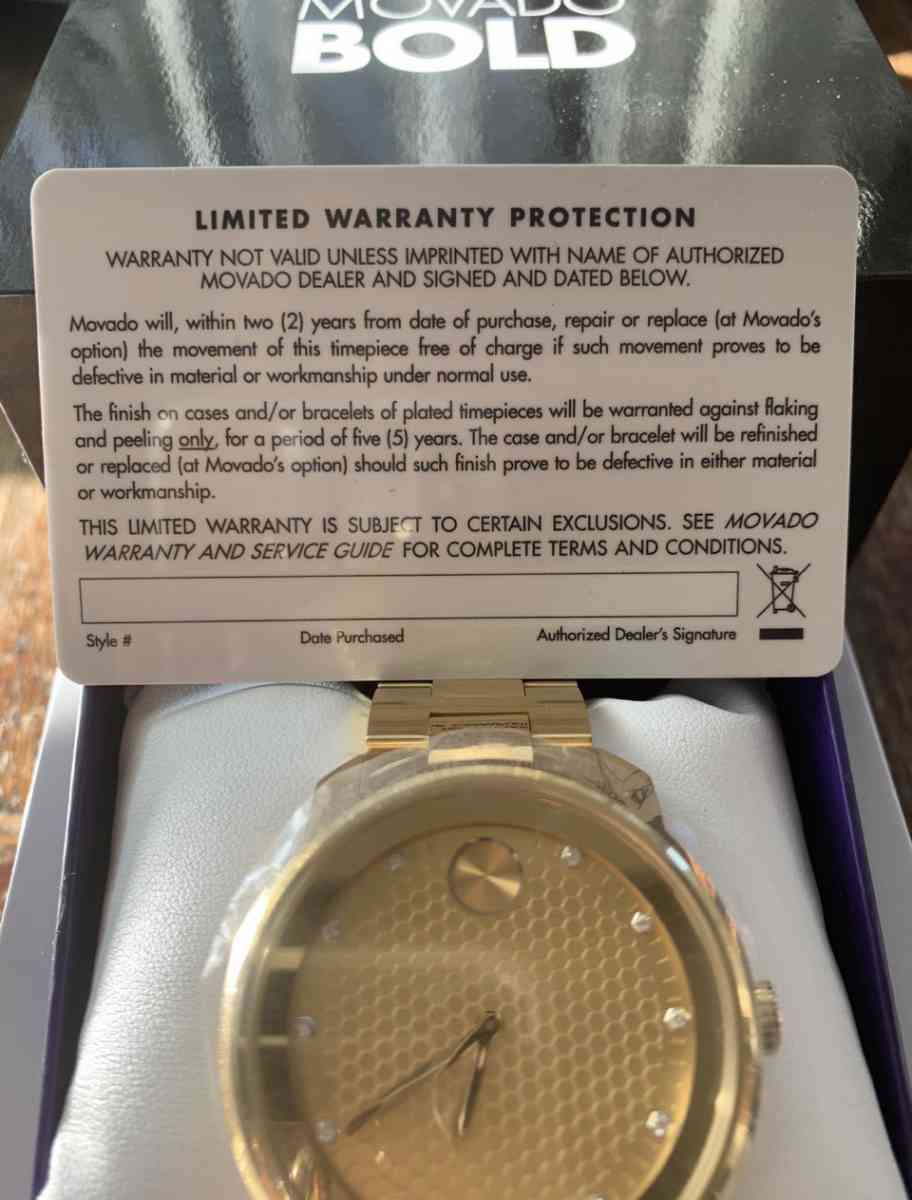 MOVADO
BOLD
LIMITED WARRANTY PROTECTION
WARRANTY NOT VALID UNLESS IMPRINTED WITH NAME OF AUTHORIZED
MOVADO DEALER AND SIGNED AND DATED BELOW.
Movado will, within two (2) years from date of purchase, repair or replace (at Movado's
option) the movement of this timepiece free of charge if such movement proves to be
defective in material or workmanship under normal use.
The finish on cases and/or bracelets of plated timepieces will be warranted against flaking
and peeling only, for a period of five (5) years. The case and/or bracelet will be refinished
or replaced (at Movado's option) should such finish prove to be defective in either material
or workmanship.
THIS LIMITED WARRANTY IS SUBJECT TO CERTAIN EXCLUSIONS. SEE MOVADO
WARRANTY AND SERVICE GUIDE FOR COMPLETE TERMS AND CONDITIONS.
Style # Date Purchased Authorized Dealer's Signature